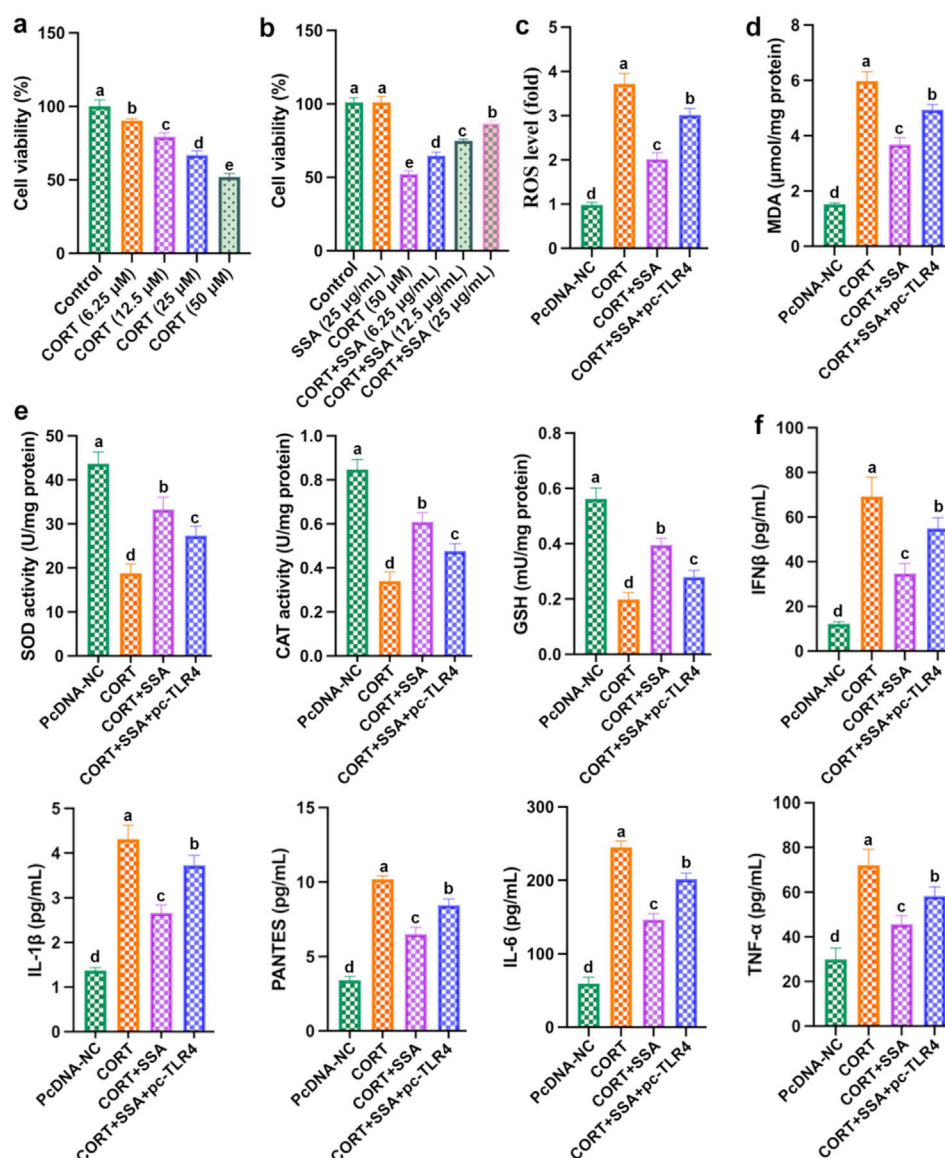 a
Cell viability (%)
150
100
50
0
a
b
c
d
e
Control
CORT (6.25 μM)
CORT (12.5 μM)
CORT (25 μM)
CORT (50 μM)
b
Cell viability (%)
150
100
50
0
a
a
e
d
c
b
Control
SSA (25 μg/mL)
CORT (50 μM)
CORT+SSA (6.25 μg/mL)
CORT+SSA (12.5 μg/mL)
CORT+SSA (25 μg/mL)
c
ROS level (fold)
5
4
3
2
1
0
d
a
c
b
PcDNA-NC
CORT
CORT+SSA
CORT+SSA+pc-TLR4
d
MDA (μmol/mg protein)
8
6
4
2
0
d
a
c
b
PcDNA-NC
CORT
CORT+SSA
CORT+SSA+pc-TLR4
e
SOD activity (U/mg protein)
50
40
30
20
10
0
a
d
b
c
PcDNA-NC
CORT
CORT+SSA
CORT+SSA+pc-TLR4
CAT activity (U/mg protein)
1.0
0.8
0.6
0.4
0.2
0.0
a
d
b
c
PcDNA-NC
CORT
CORT+SSA
CORT+SSA+pc-TLR4
GSH (mU/mg protein)
0.8
0.6
0.4
0.2
0.0
a
d
b
c
PcDNA-NC
CORT
CORT+SSA
CORT+SSA+pc-TLR4
f
IFNβ (pg/mL)
100
80
60
40
20
0
d
a
c
b
PcDNA-NC
CORT
CORT+SSA
CORT+SSA+pc-TLR4
IL-1β (pg/mL)
5
4
3
2
1
0
d
a
c
b
PcDNA-NC
CORT
CORT+SSA
CORT+SSA+pc-TLR4
PANTES (pg/mL)
15
10
5
0
d
a
c
b
PcDNA-NC
CORT
CORT+SSA
CORT+SSA+pc-TLR4
IL-6 (pg/mL)
300
200
100
0
d
a
c
b
PcDNA-NC
CORT
CORT+SSA
CORT+SSA+pc-TLR4
TNF-α (pg/mL)
100
80
60
40
20
0
d
a
c
b
PcDNA-NC
CORT
CORT+SSA
CORT+SSA+pc-TLR4